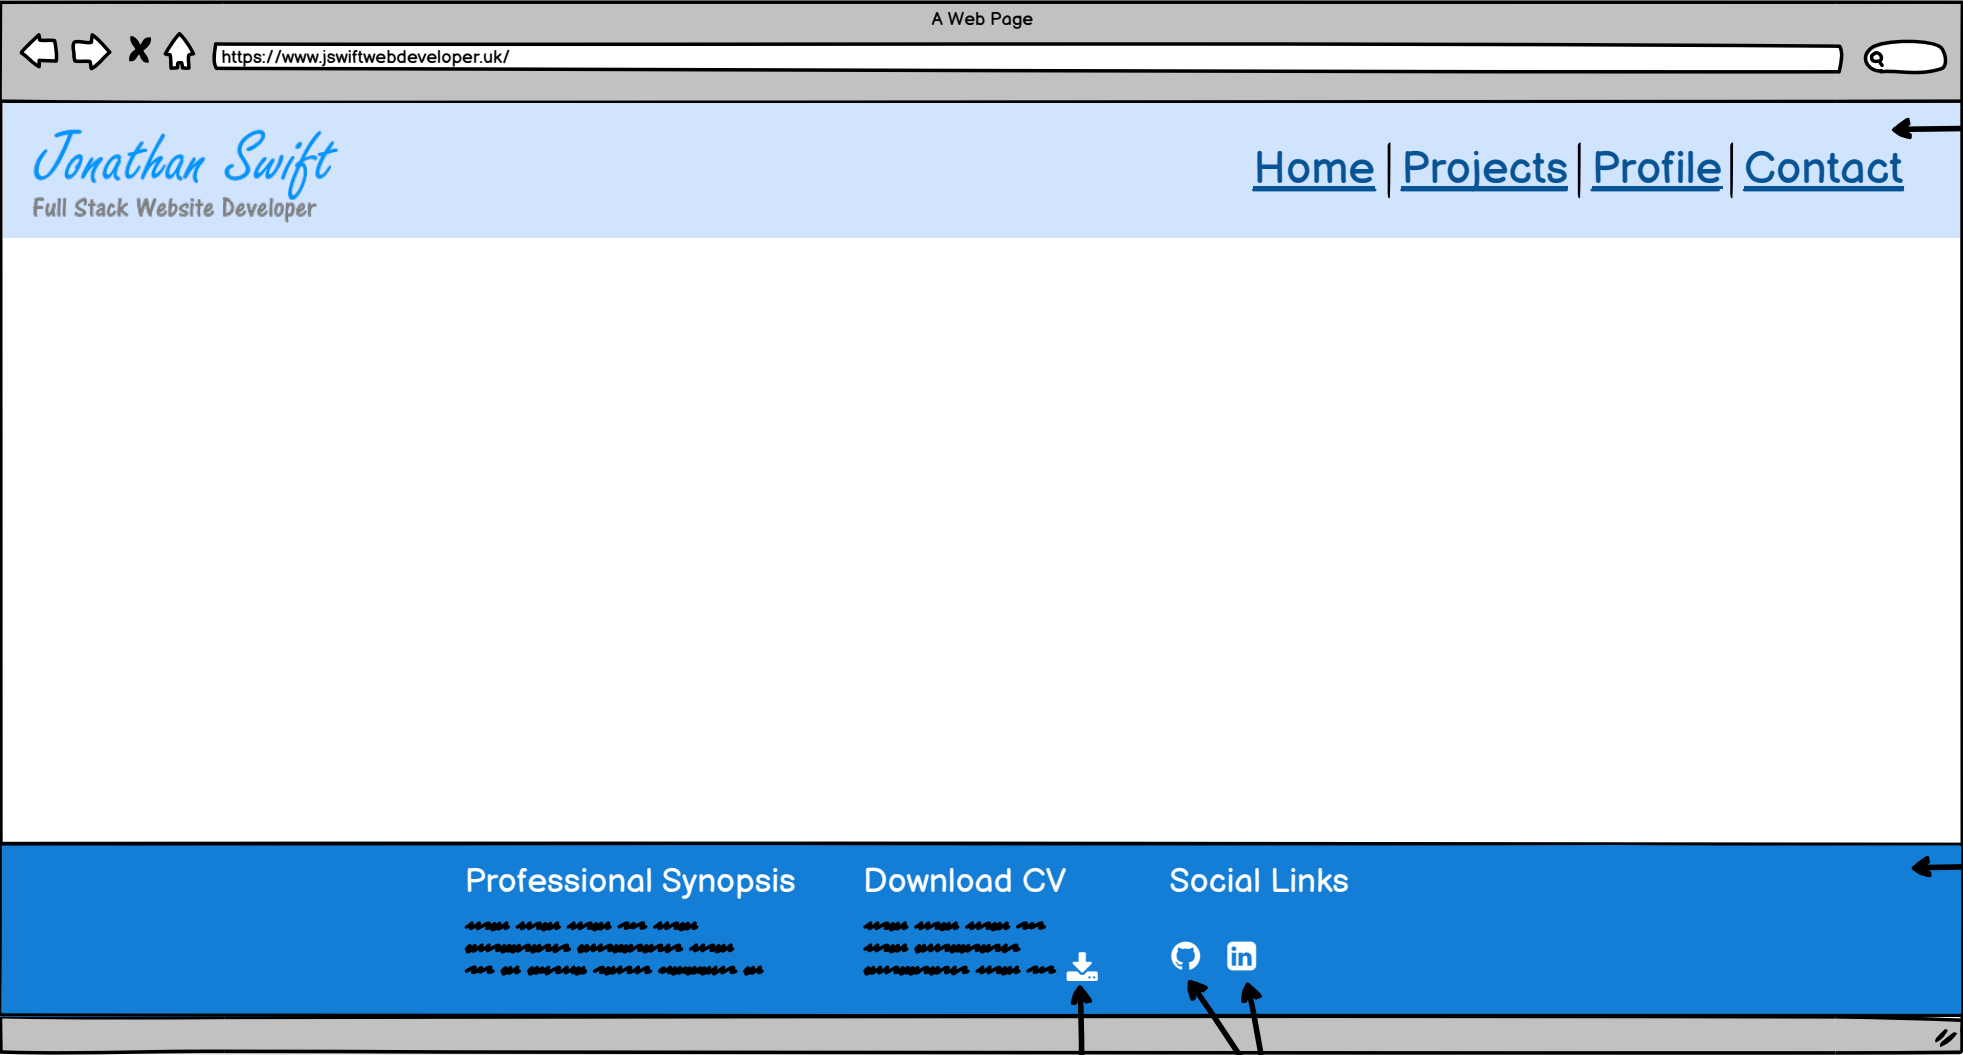 A Web Page
https://www.jswiftwebdeveloper.uk/
Jonathan Swift
Full Stack Website Developer
Home | Projects | Profile | Contact
Professional Synopsis
Download CV
Social Links
in